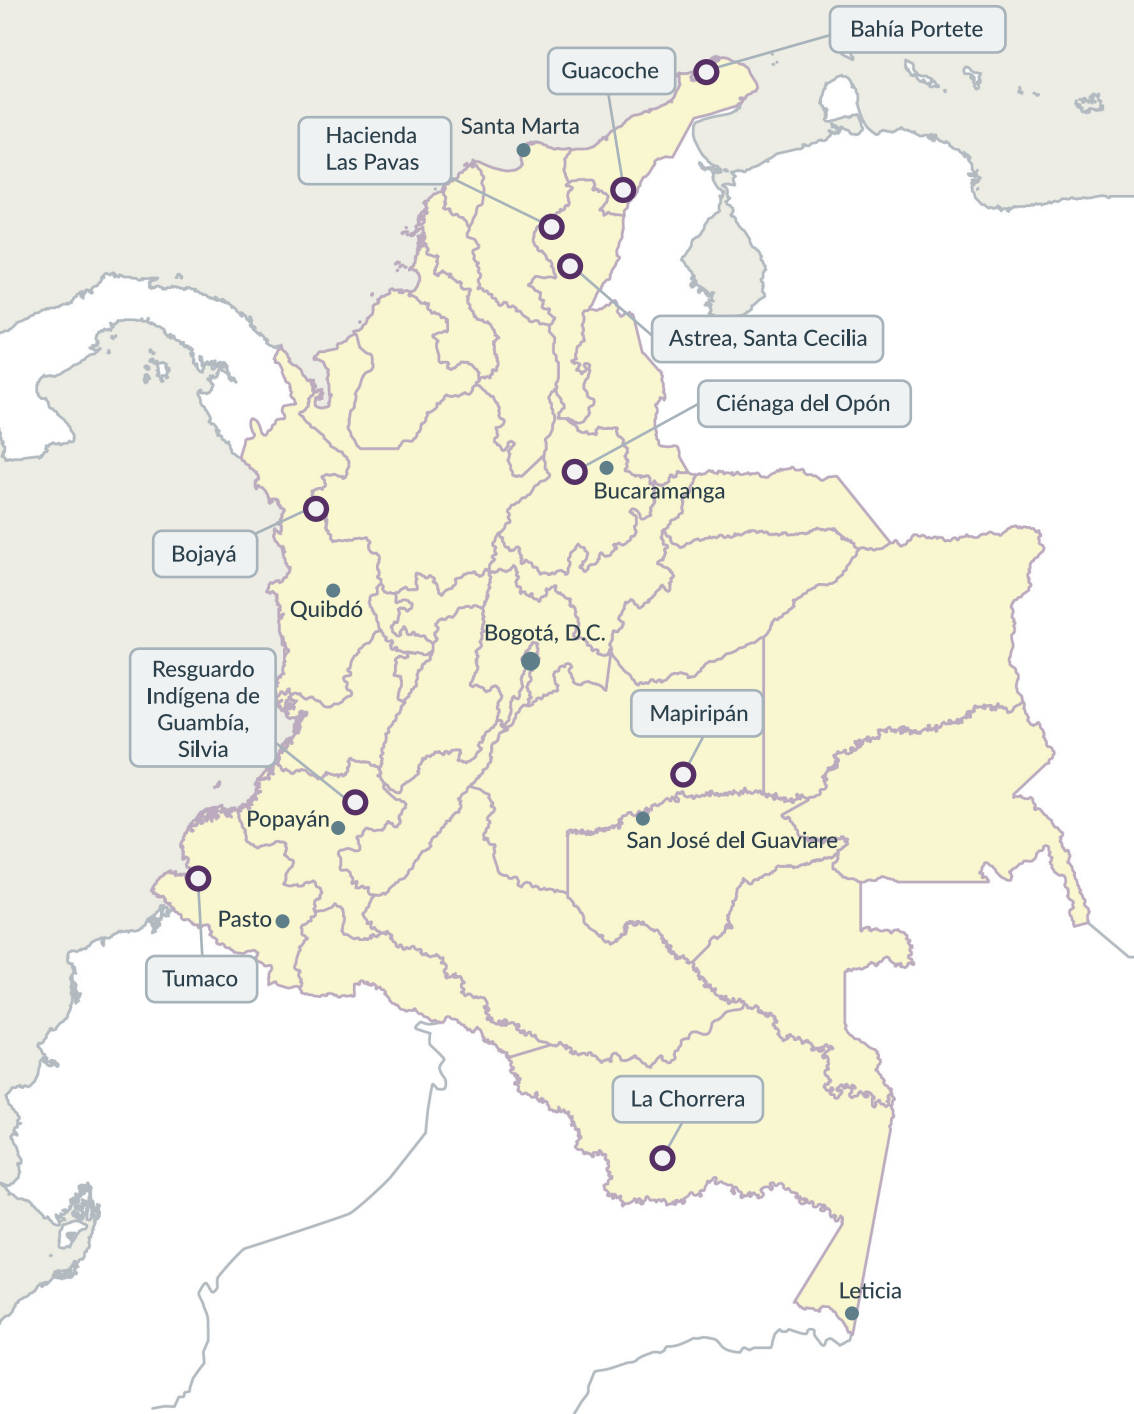 Bahía Portete
Guacoche
Santa Marta
Hacienda
Las Pavas
Astrea, Santa Cecilia
Ciénaga del Opón
Bucaramanga
Bojayá
Quibdó
Bogotá, D.C.
Resguardo
Indígena de
Guambía,
Silvia
Mapiripán
Popayán
San José del Guaviare
Pasto
Tumaco
La Chorrera
Leticia